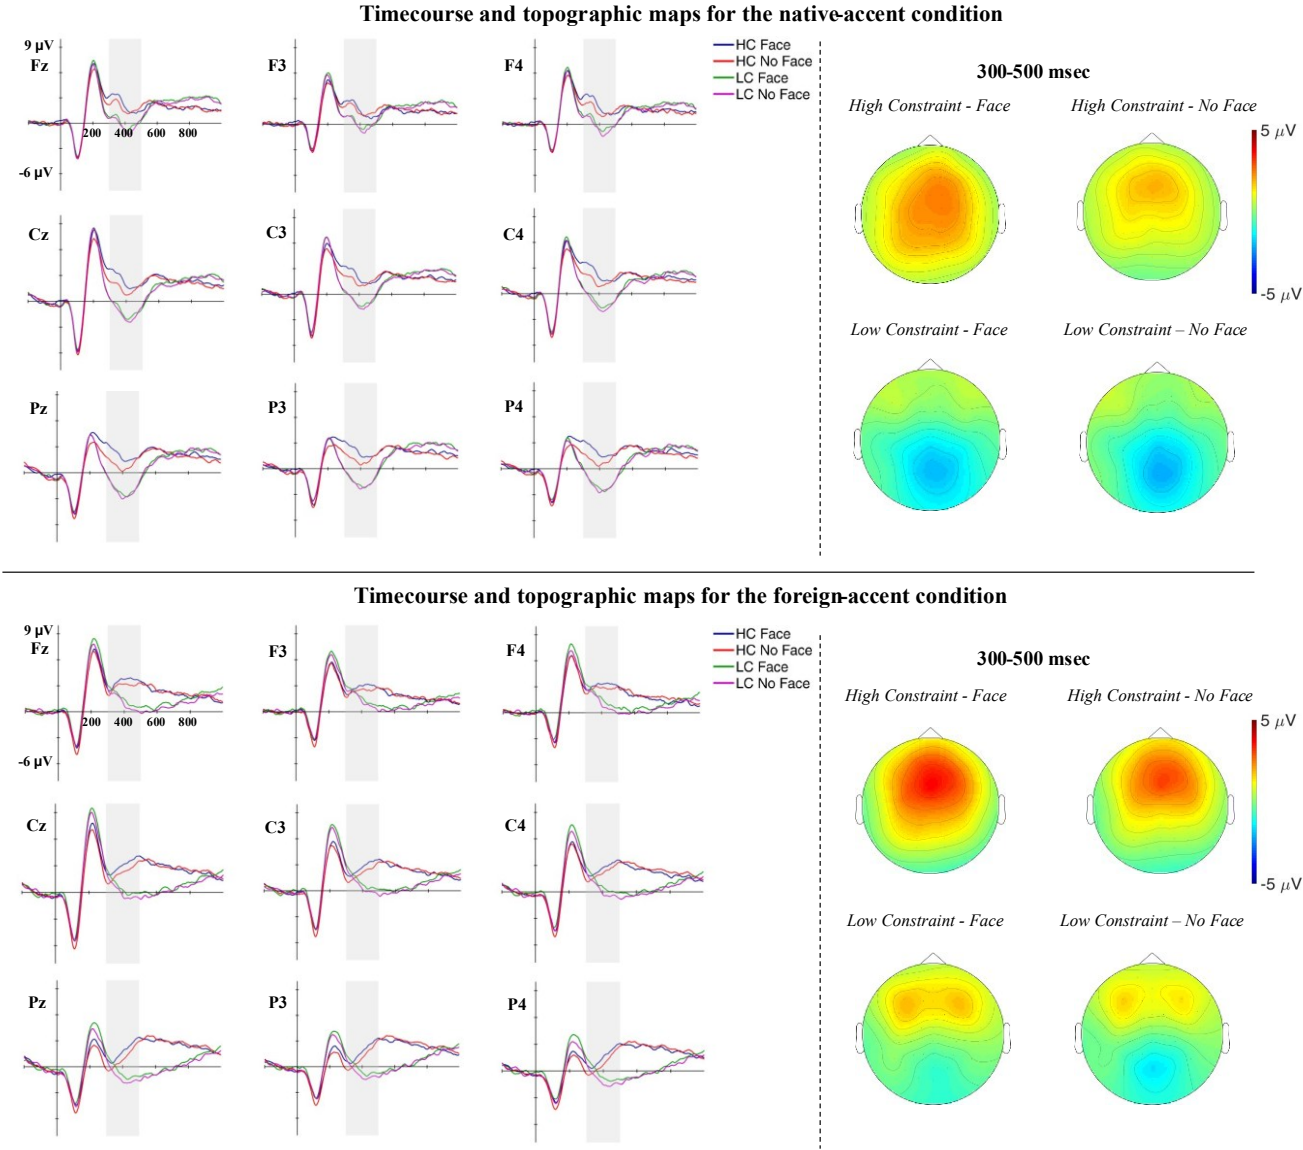 Timecourse and topographic maps for the native-accent condition
9 μV
Fz
200 400 600 800
-6 μV
F3
F4
HC Face
HC No Face
LC Face
LC No Face
Cz
C3
C4
Pz
P3
P4
300-500 msec
High Constraint - Face
High Constraint - No Face
5 μV
-5 μV
Low Constraint - Face
Low Constraint – No Face
Timecourse and topographic maps for the foreign-accent condition
9 μV
Fz
200 400 600 800
-6 μV
F3
F4
HC Face
HC No Face
LC Face
LC No Face
Cz
C3
C4
Pz
P3
P4
300-500 msec
High Constraint - Face
High Constraint - No Face
5 μV
-5 μV
Low Constraint - Face
Low Constraint – No Face